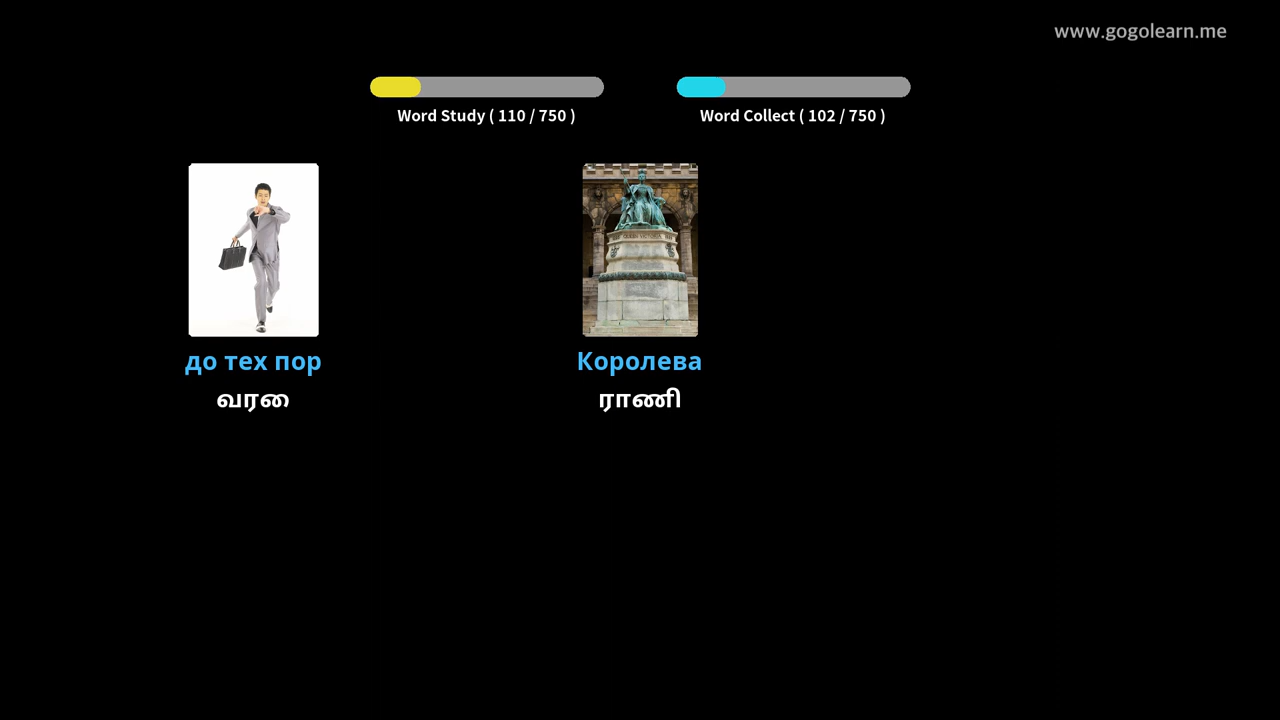 www.gogolearn.me
Word Study ( 110 / 750 )
Word Collect ( 102 / 750 )
до тех пор
Королева
வரை
ராணி